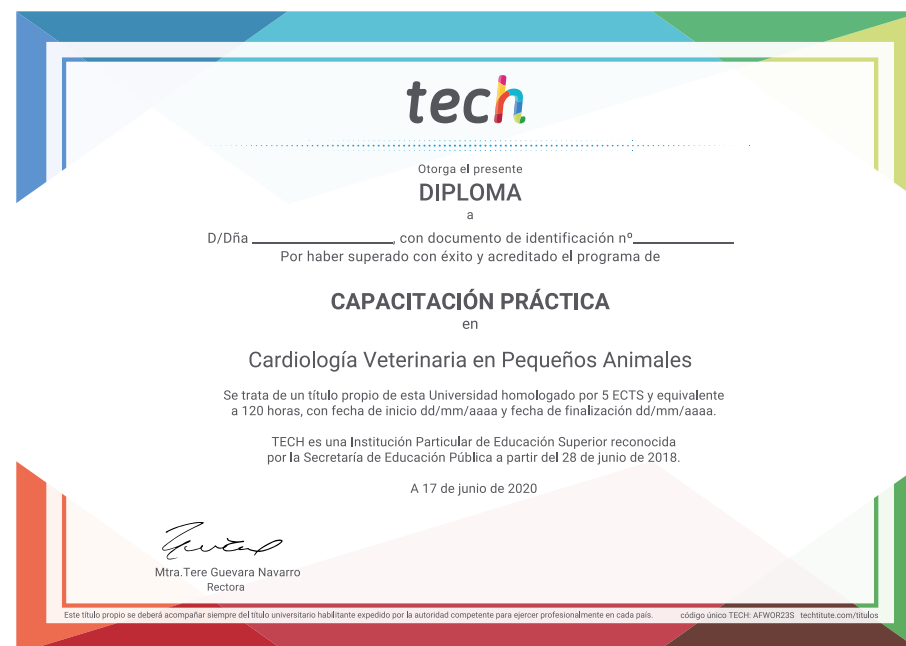 tech
Otorga el presente
DIPLOMA
a
D/Dña ____________________, con documento de identificación nº______________
Por haber superado con éxito y acreditado el programa de
CAPACITACIÓN PRÁCTICA
en
Cardiología Veterinaria en Pequeños Animales
Se trata de un título propio de esta Universidad homologado por 5 ECTS y equivalente
a 120 horas, con fecha de inicio dd/mm/aaaa y fecha de finalización dd/mm/aaaa.
TECH es una Institución Particular de Educación Superior reconocida
por la Secretaría de Educación Pública a partir del 28 de junio de 2018.
A 17 de junio de 2020
Mtra.Tere Guevara Navarro
Rectora
Este título propio se deberá acompañar siempre del título universitario habilitante expedido por la autoridad competente para ejercer profesionalmente en cada país. código único TECH: AFWOR23S techtitute.com/titulos